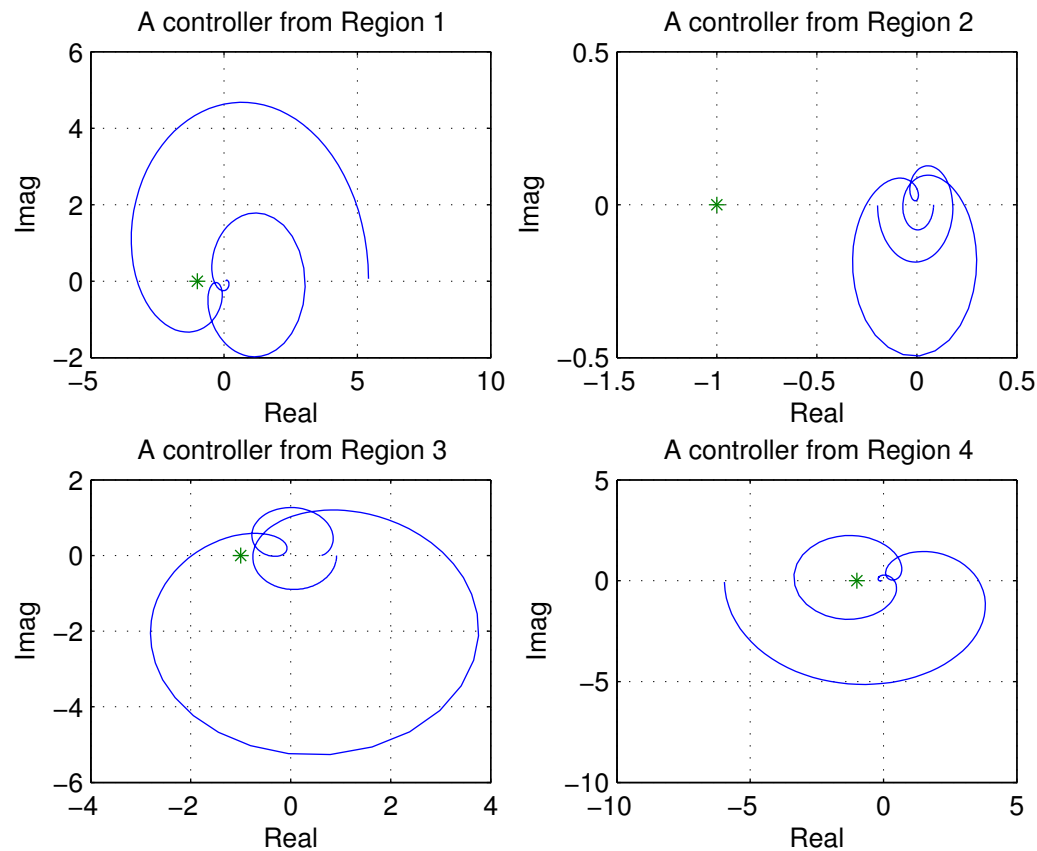 A controller from Region 1
6
4
2
0
−2
−5
0
5
10
Imag
Real
A controller from Region 2
0.5
0
−0.5
−1.5
−1
−0.5
0
0.5
Imag
Real
A controller from Region 3
2
0
−2
−4
−6
−4
−2
0
2
4
Imag
Real
A controller from Region 4
5
0
−5
−10
−10
−5
0
5
Imag
Real